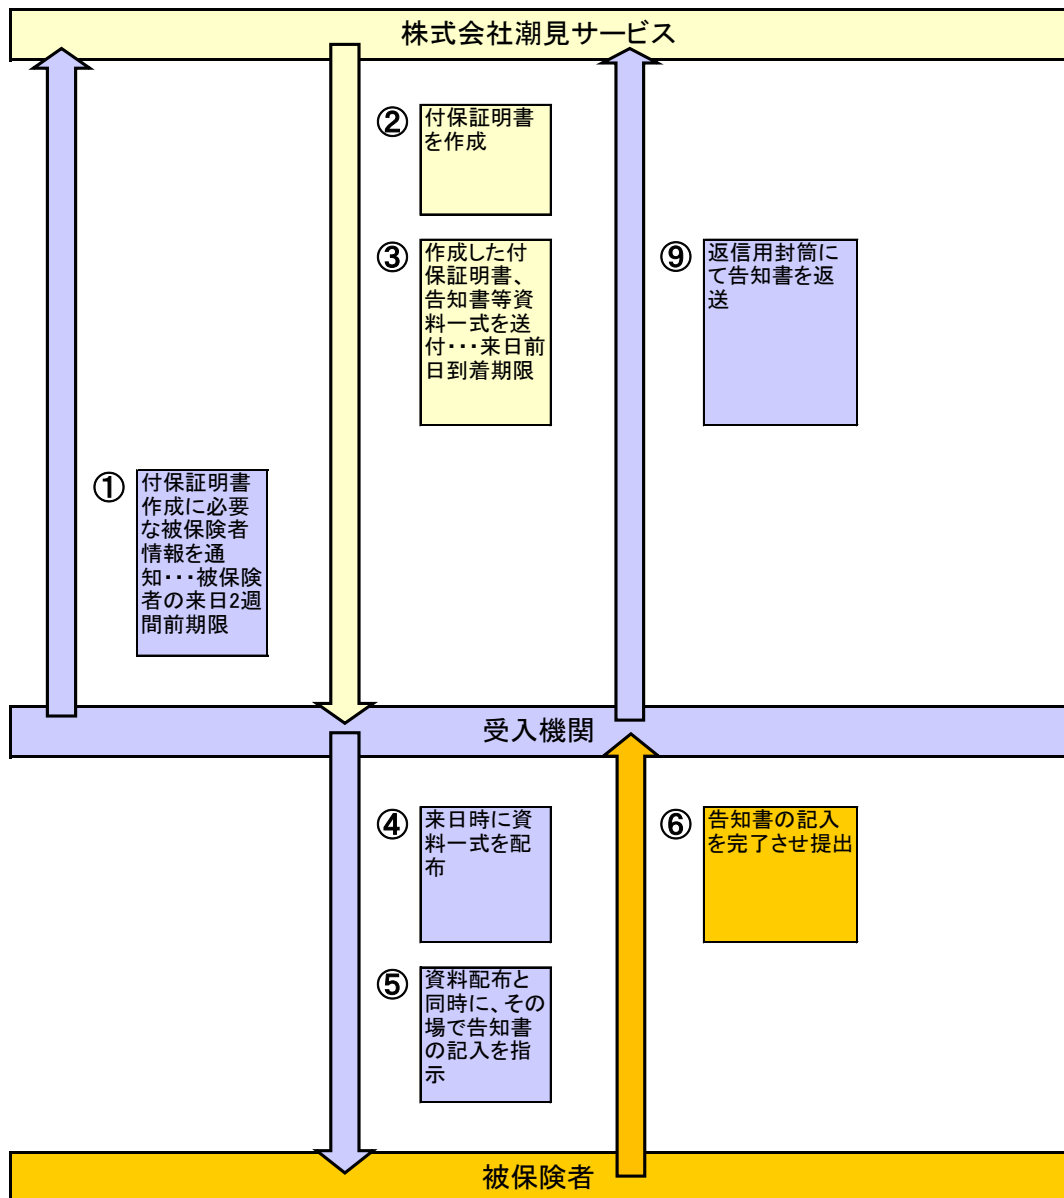 株式会社潮見サービス
②
付保証明書
を作成
③
作成した付
保証明書、
告知書等資
料一式を送
付・・・来日前
日到着期限
⑨
返信用封筒に
て告知書を返
送
①
付保証明書
作成に必要
な被保険者
情報を通
知・・・被保険
者の来日2週
間前期限
受入機関
④
来日時に資
料一式を配
布
⑥
告知書の記入
を完了させ提出
⑤
資料配布と
同時に、その
場で告知書
の記入を指
示
被保険者